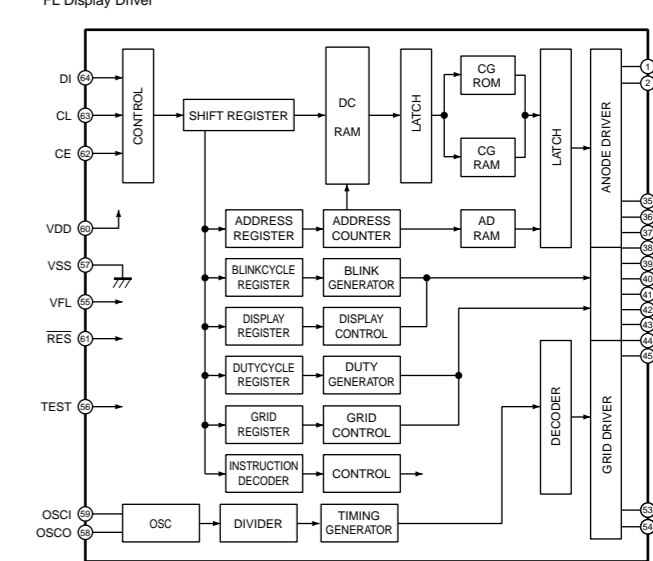 FL Display Driver
DI 64
CL 63
CE 62
VDD 60
VSS 57
VFL 55
RES 61
TEST 56
OSCI 59
OSCO 58
CONTROL
SHIFT REGISTER
DC
RAM
LATCH
CG
ROM
CG
RAM
LATCH
ANODE DRIVER
ADDRESS
REGISTER
ADDRESS
COUNTER
AD
RAM
BLINKCYCLE
REGISTER
BLINK
GENERATOR
DISPLAY
REGISTER
DISPLAY
CONTROL
DUTYCYCLE
REGISTER
DUTY
GENERATOR
GRID
REGISTER
GRID
CONTROL
INSTRUCTION
DECODER
CONTROL
DECODER
GRID DRIVER
OSC
DIVIDER
TIMING
GENERATOR
1
2
35
36
37
38
39
40
41
42
43
44
45
53
54